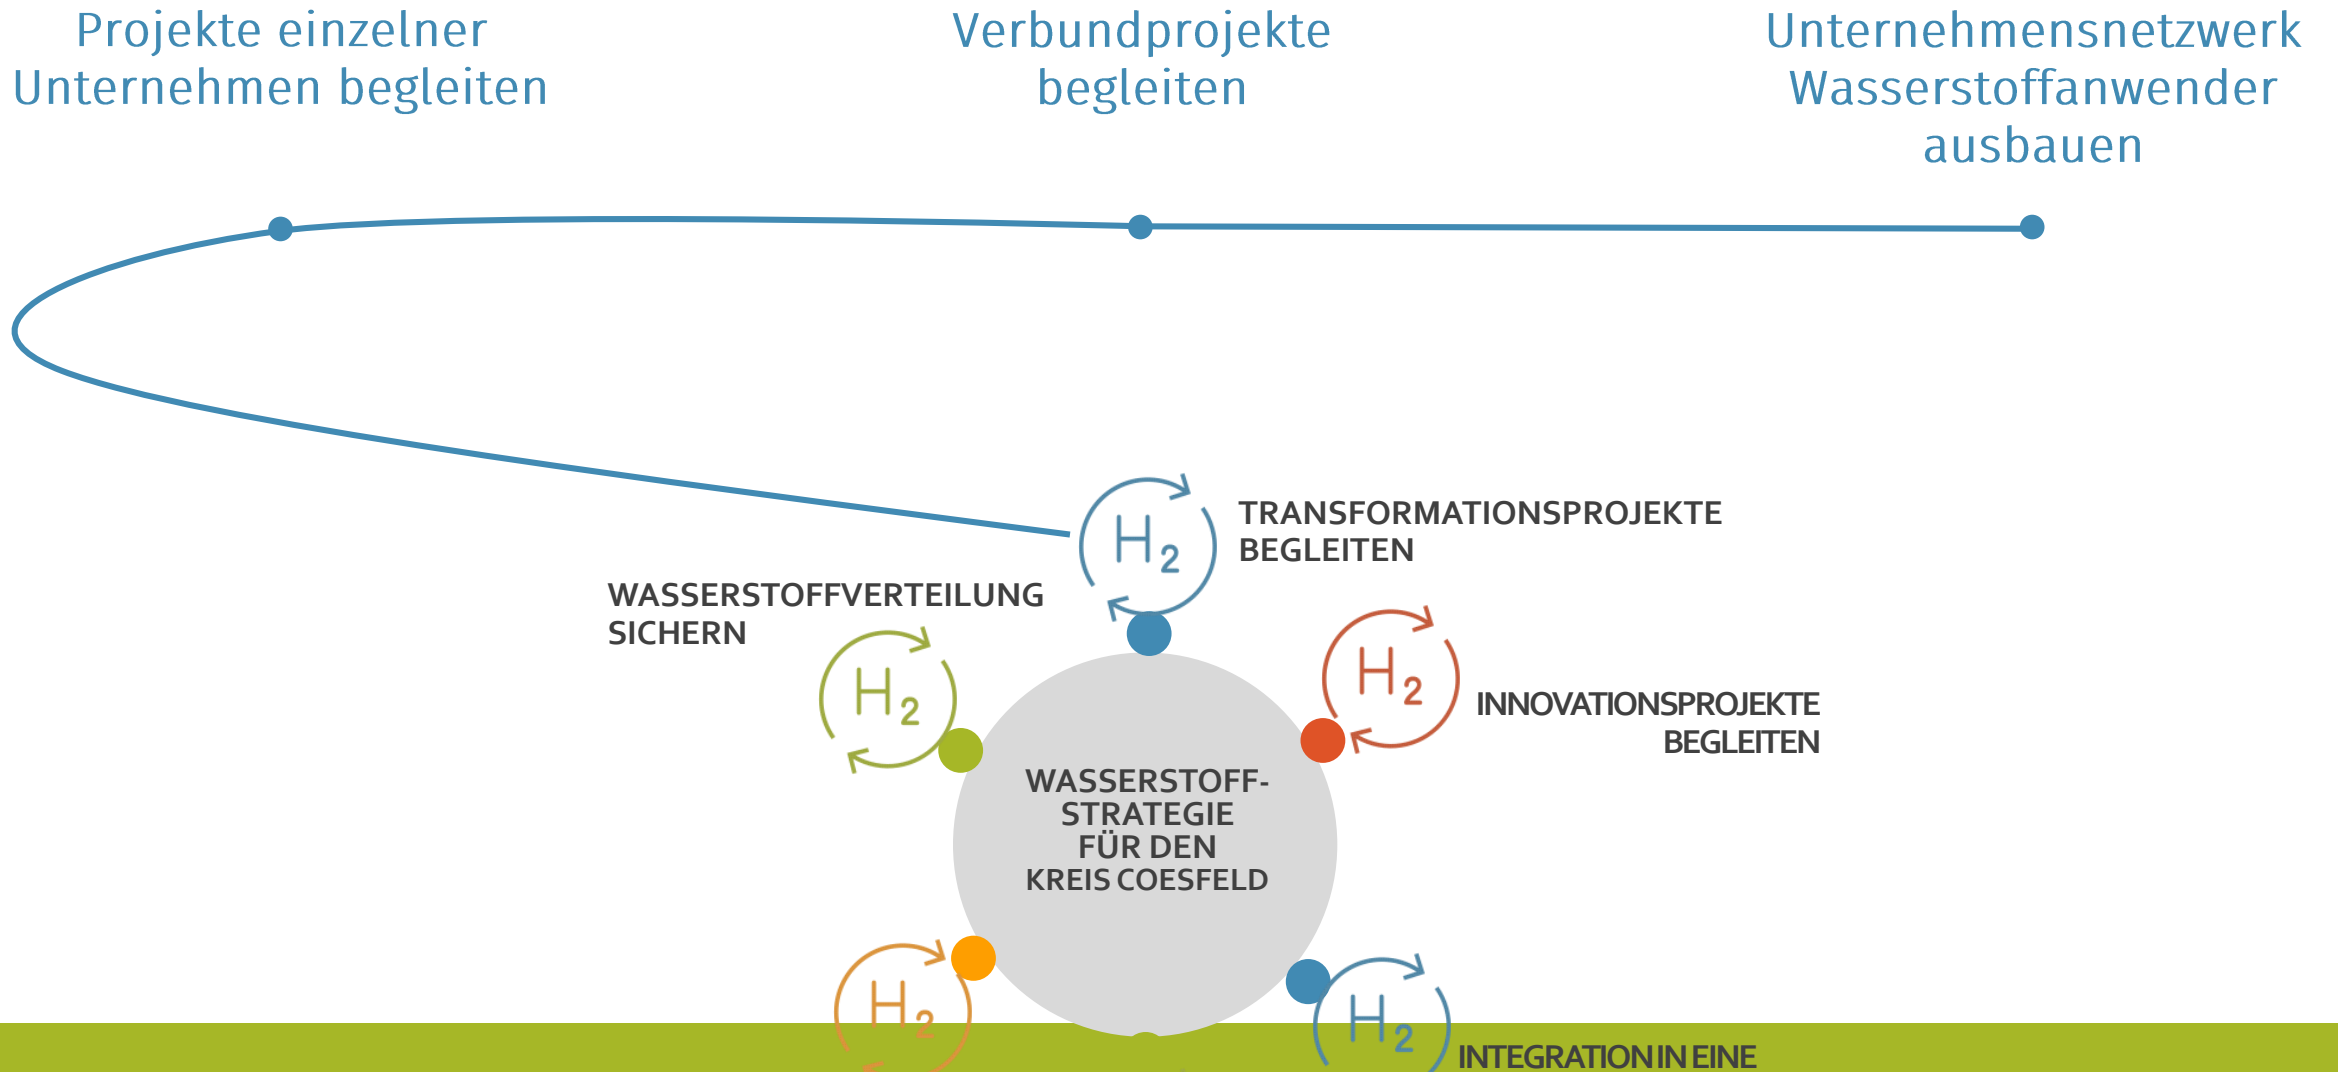 Projekte einzelner
Unternehmen begleiten
Verbundprojekte
begleiten
Unternehmensnetzwerk
Wasserstoffanwender
ausbauen
H2
TRANSFORMATIONSPROJEKTE
BEGLEITEN
WASSERSTOFFVERTEILUNG
SICHERN
H2
H2
INNOVATIONSPROJEKTE
BEGLEITEN
WASSERSTOFF-
STRATEGIE
FÜR DEN
KREIS COESFELD
H2
H2
INTEGRATION IN EINE